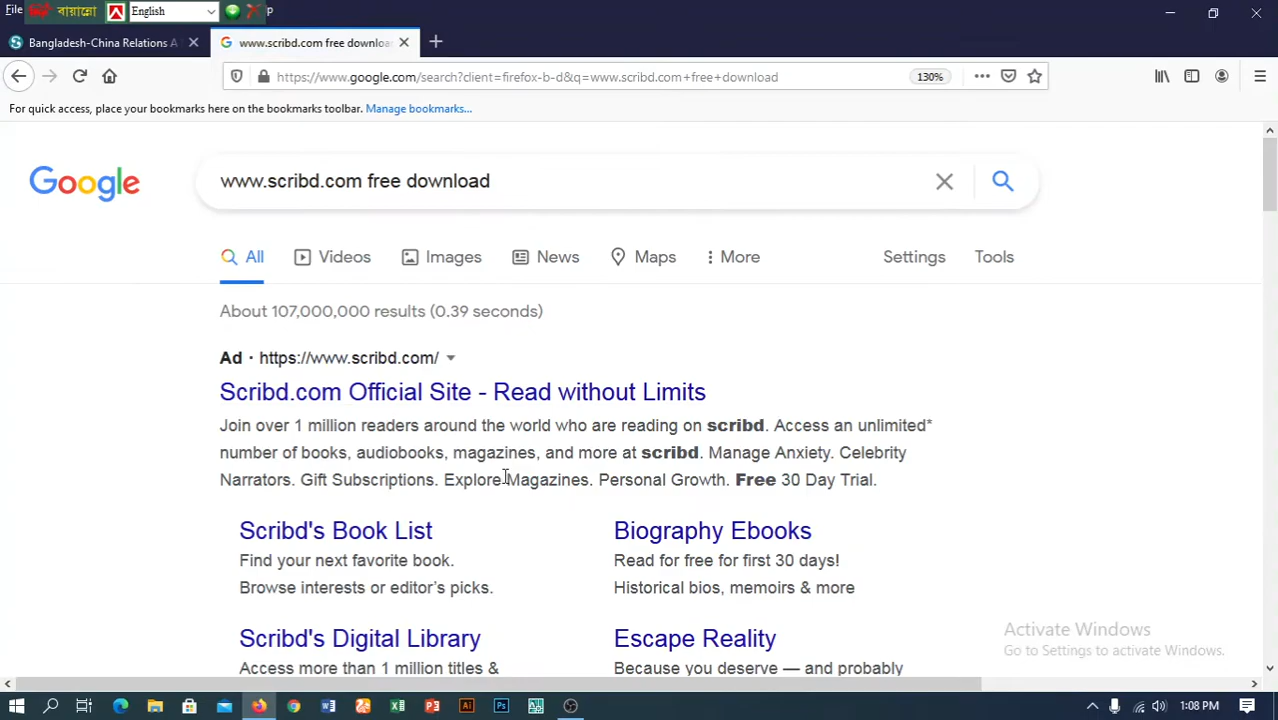 File বায়ান্নো English p
Bangladesh-China Relations A
www.scribd.com free downloa
https://www.google.com/search?client=firefox-b-d&q=www.scribd.com+free+download 130%
For quick access, place your bookmarks here on the bookmarks toolbar. Manage bookmarks...
Google www.scribd.com free download
All Videos Images News Maps More Settings Tools
About 107,000,000 results (0.39 seconds)
Ad · https://www.scribd.com/
Scribd.com Official Site - Read without Limits
Join over 1 million readers around the world who are reading on scribd. Access an unlimited*
number of books, audiobooks, magazines, and more at scribd. Manage Anxiety. Celebrity
Narrators. Gift Subscriptions. Explore Magazines. Personal Growth. Free 30 Day Trial.
Scribd's Book List
Find your next favorite book.
Browse interests or editor's picks.
Biography Ebooks
Read for free for first 30 days!
Historical bios, memoirs & more
Scribd's Digital Library
Access more than 1 million titles &
Escape Reality
Because you deserve — and probably
Activate Windows
Go to Settings to activate Windows.
1:08 PM